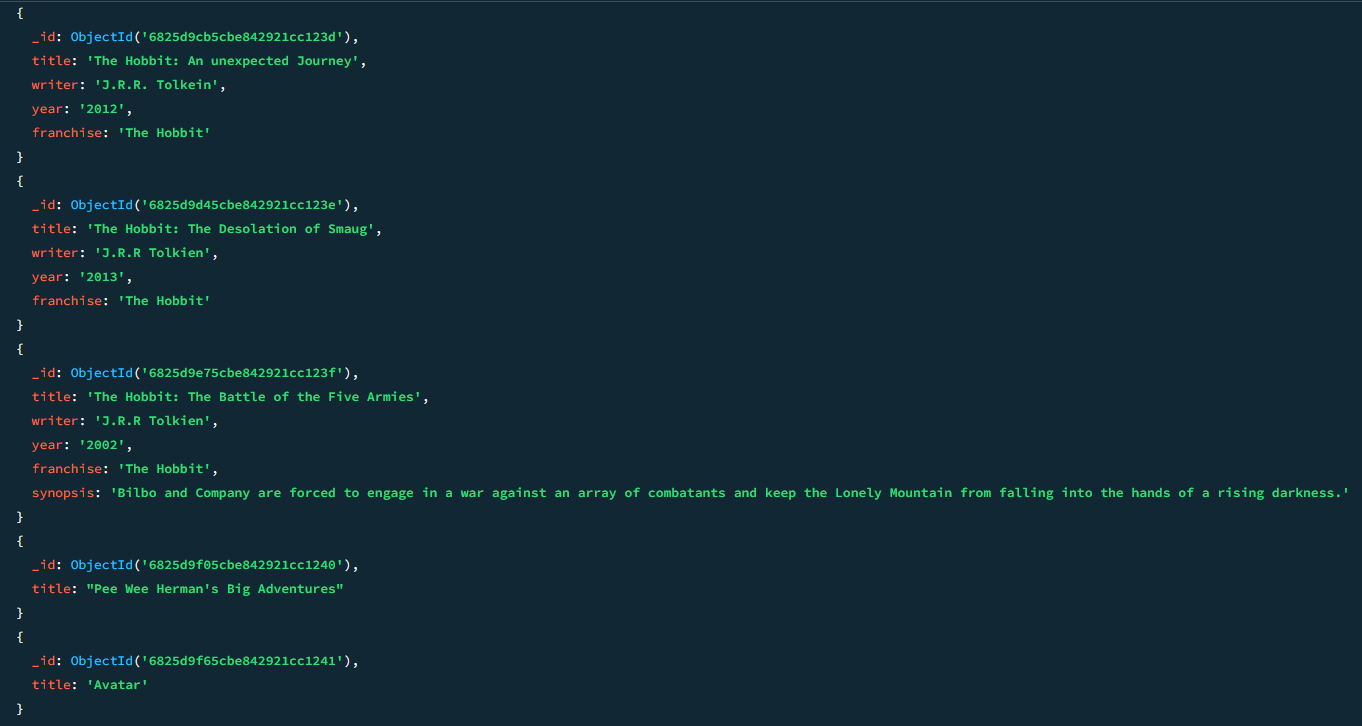 {
_id: ObjectId('6825d9cb5cbe842921cc123d'),
title: 'The Hobbit: An unexpected Journey',
writer: 'J.R.R. Tolkein',
year: '2012',
franchise: 'The Hobbit'
}
{
_id: ObjectId('6825d9d45cbe842921cc123e'),
title: 'The Hobbit: The Desolation of Smaug',
writer: 'J.R.R Tolkien',
year: '2013',
franchise: 'The Hobbit'
}
{
_id: ObjectId('6825d9e75cbe842921cc123f'),
title: 'The Hobbit: The Battle of the Five Armies',
writer: 'J.R.R Tolkien',
year: '2002',
franchise: 'The Hobbit',
synopsis: 'Bilbo and Company are forced to engage in a war against an array of combatants and keep the Lonely Mountain from falling into the hands of a rising darkness.'
}
{
_id: ObjectId('6825d9f05cbe842921cc1240'),
title: "Pee Wee Herman's Big Adventures"
}
{
_id: ObjectId('6825d9f65cbe842921cc1241'),
title: 'Avatar'
}